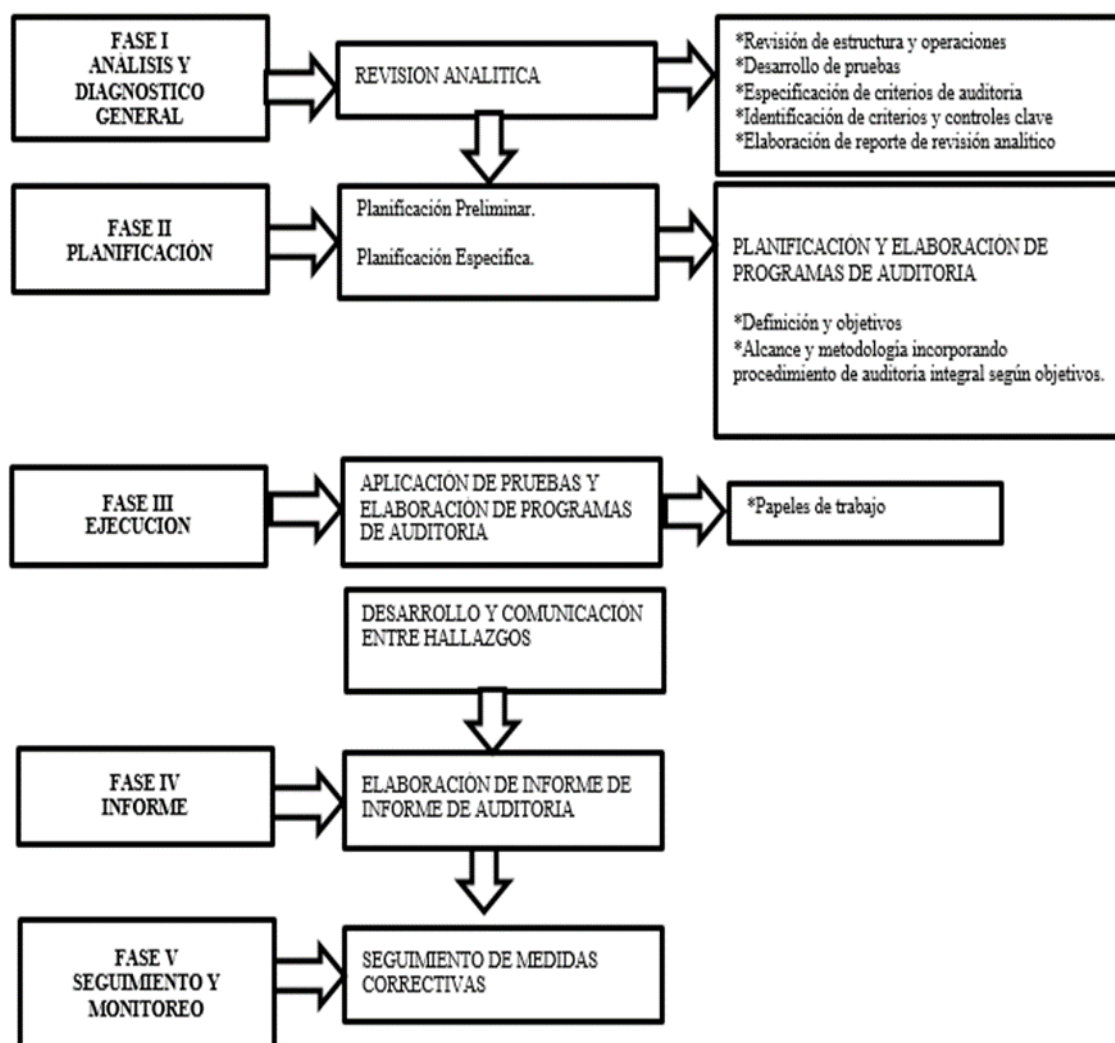 FASE I
ANÁLISIS Y
DIAGNOSTICO
GENERAL
REVISION ANALITICA
*Revisión de estructura y operaciones
*Desarrollo de pruebas
*Especificación de criterios de auditoria
*Identificación de criterios y controles clave
*Elaboración de reporte de revisión analítico
FASE II
PLANIFICACIÓN
Planificación Preliminar.
Planificación Especifica.
PLANIFICACIÓN Y ELABORACIÓN DE
PROGRAMAS DE AUDITORIA
*Definición y objetivos
*Alcance y metodología incorporando
procedimiento de auditoría integral según objetivos.
FASE III
EJECUCION
APLICACIÓN DE PRUEBAS Y
ELABORACIÓN DE PROGRAMAS
DE AUDITORIA
*Papeles de trabajo
DESARROLLO Y COMUNICACIÓN
ENTRE HALLAZGOS
FASE IV
INFORME
ELABORACIÓN DE INFORME DE
INFORME DE AUDITORIA
FASE V
SEGUIMIENTO Y
MONITOREO
SEGUIMIENTO DE MEDIDAS
CORRECTIVAS